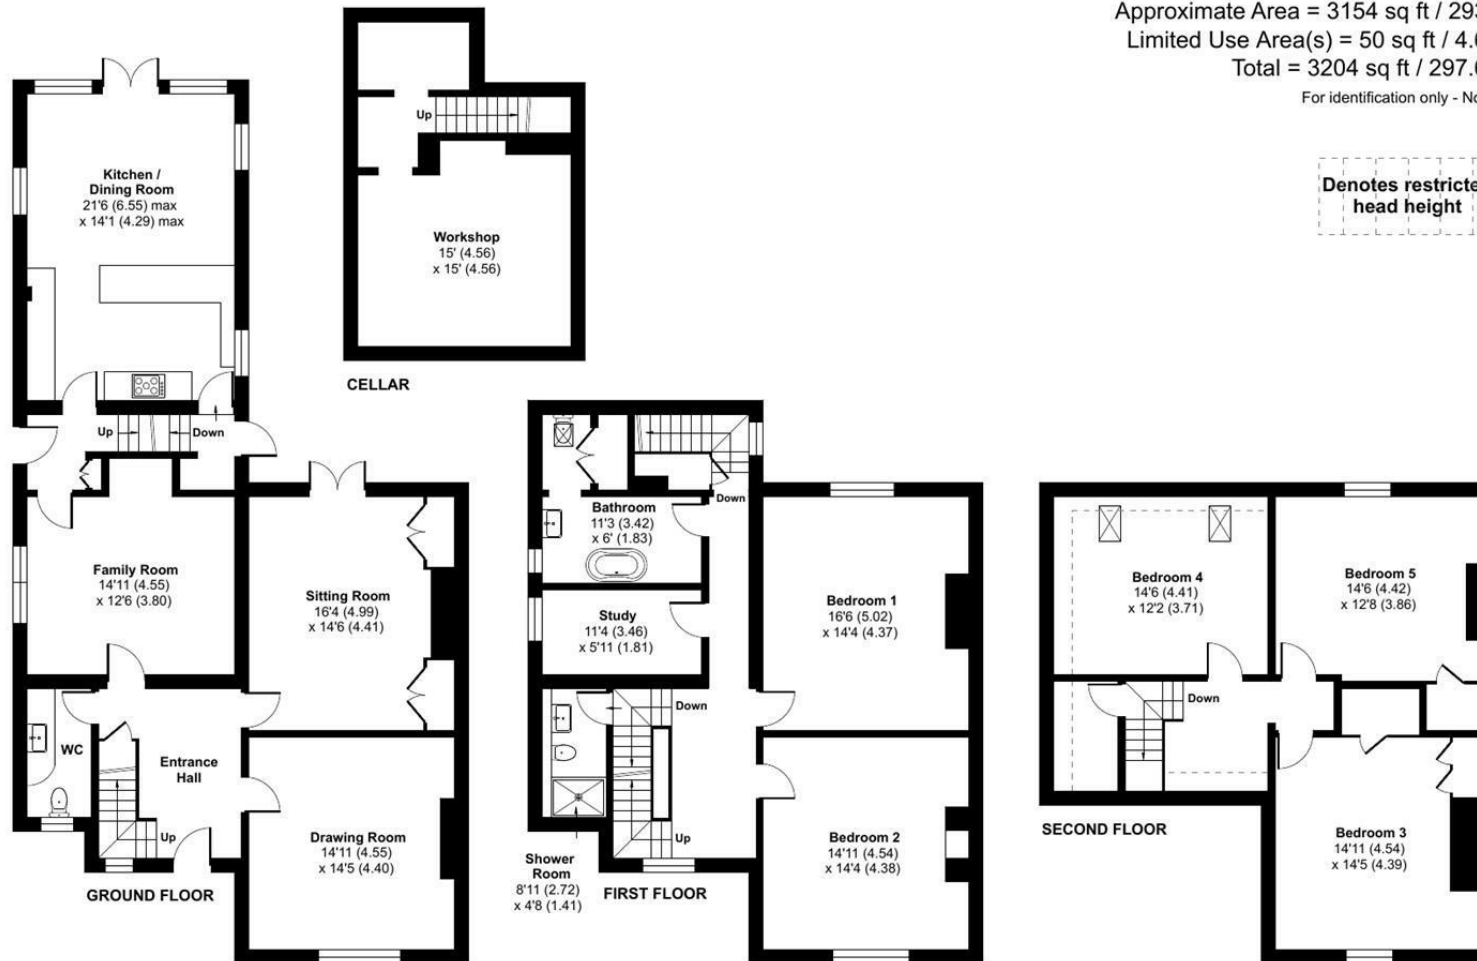 Approximate Area = 3154 sq ft /
Limited Use Area(s) = 50 sq ft /
Total = 3204 sq ft /
For identification only -
Denotes
head height
Kitchen /
Dining Room
21'6 (6.55) max
x 14'1 (4.29) max
Up
Down
Family Room
14'11 (4.55)
x 12'6 (3.80)
Sitting Room
16'4 (4.99)
x 14'6 (4.41)
WC
Entrance
Hall
Up
Drawing Room
14'11 (4.55)
x 14'5 (4.40)
GROUND FLOOR
Up
Workshop
15' (4.56)
x 15' (4.56)
CELLAR
Down
Bathroom
11'3 (3.42)
x 6' (1.83)
Study
11'4 (3.46)
x 5'11 (1.81)
Bedroom 1
16'6 (5.02)
x 14'4 (4.37)
Down
Up
Bedroom 2
14'11 (4.54)
x 14'4 (4.38)
Shower
Room
8'11 (2.72)
x 4'8 (1.41)
FIRST FLOOR
Bedroom 4
14'6 (4.41)
x 12'2 (3.71)
Bedroom 5
14'6 (4.42)
x 12'8 (3.86)
Down
Bedroom 3
14'11 (4.54)
x 14'5 (4.39)
SECOND FLOOR